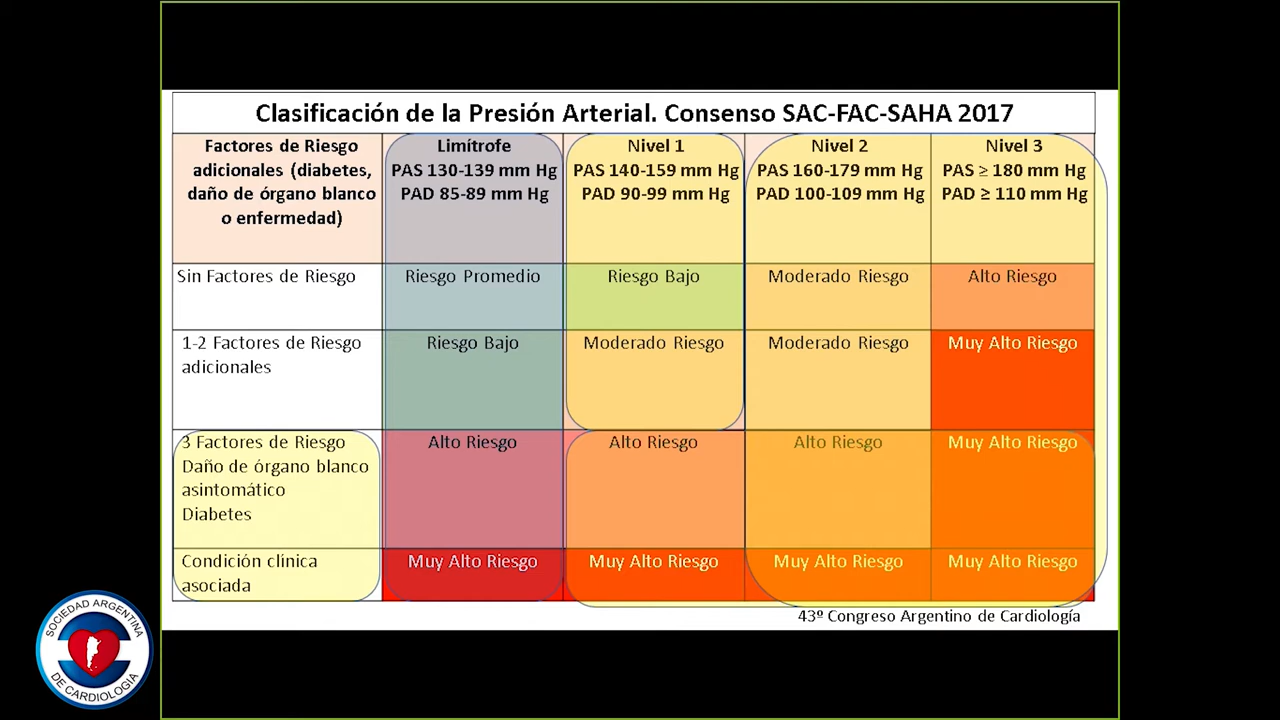 Clasificación de la Presión Arterial. Consenso SAC-FAC-SAHA 2017
Factores de Riesgo
adicionales (diabetes,
daño de órgano blanco
o enfermedad)
Limítrofe
PAS 130-139 mm Hg
PAD 85-89 mm Hg
Nivel 1
PAS 140-159 mm Hg
PAD 90-99 mm Hg
Nivel 2
PAS 160-179 mm Hg
PAD 100-109 mm Hg
Nivel 3
PAS ≥ 180 mm Hg
PAD ≥ 110 mm Hg
Sin Factores de Riesgo
Riesgo Promedio
Riesgo Bajo
Moderado Riesgo
Alto Riesgo
1-2 Factores de Riesgo
adicionales
Riesgo Bajo
Moderado Riesgo
Moderado Riesgo
Muy Alto Riesgo
3 Factores de Riesgo
Daño de órgano blanco
asintomático
Diabetes
Alto Riesgo
Alto Riesgo
Alto Riesgo
Muy Alto Riesgo
Condición clínica
asociada
Muy Alto Riesgo
Muy Alto Riesgo
Muy Alto Riesgo
Muy Alto Riesgo
43º Congreso Argentino de Cardiología
SOCIEDAD ARGENTINA
DE CARDIOLOGIA